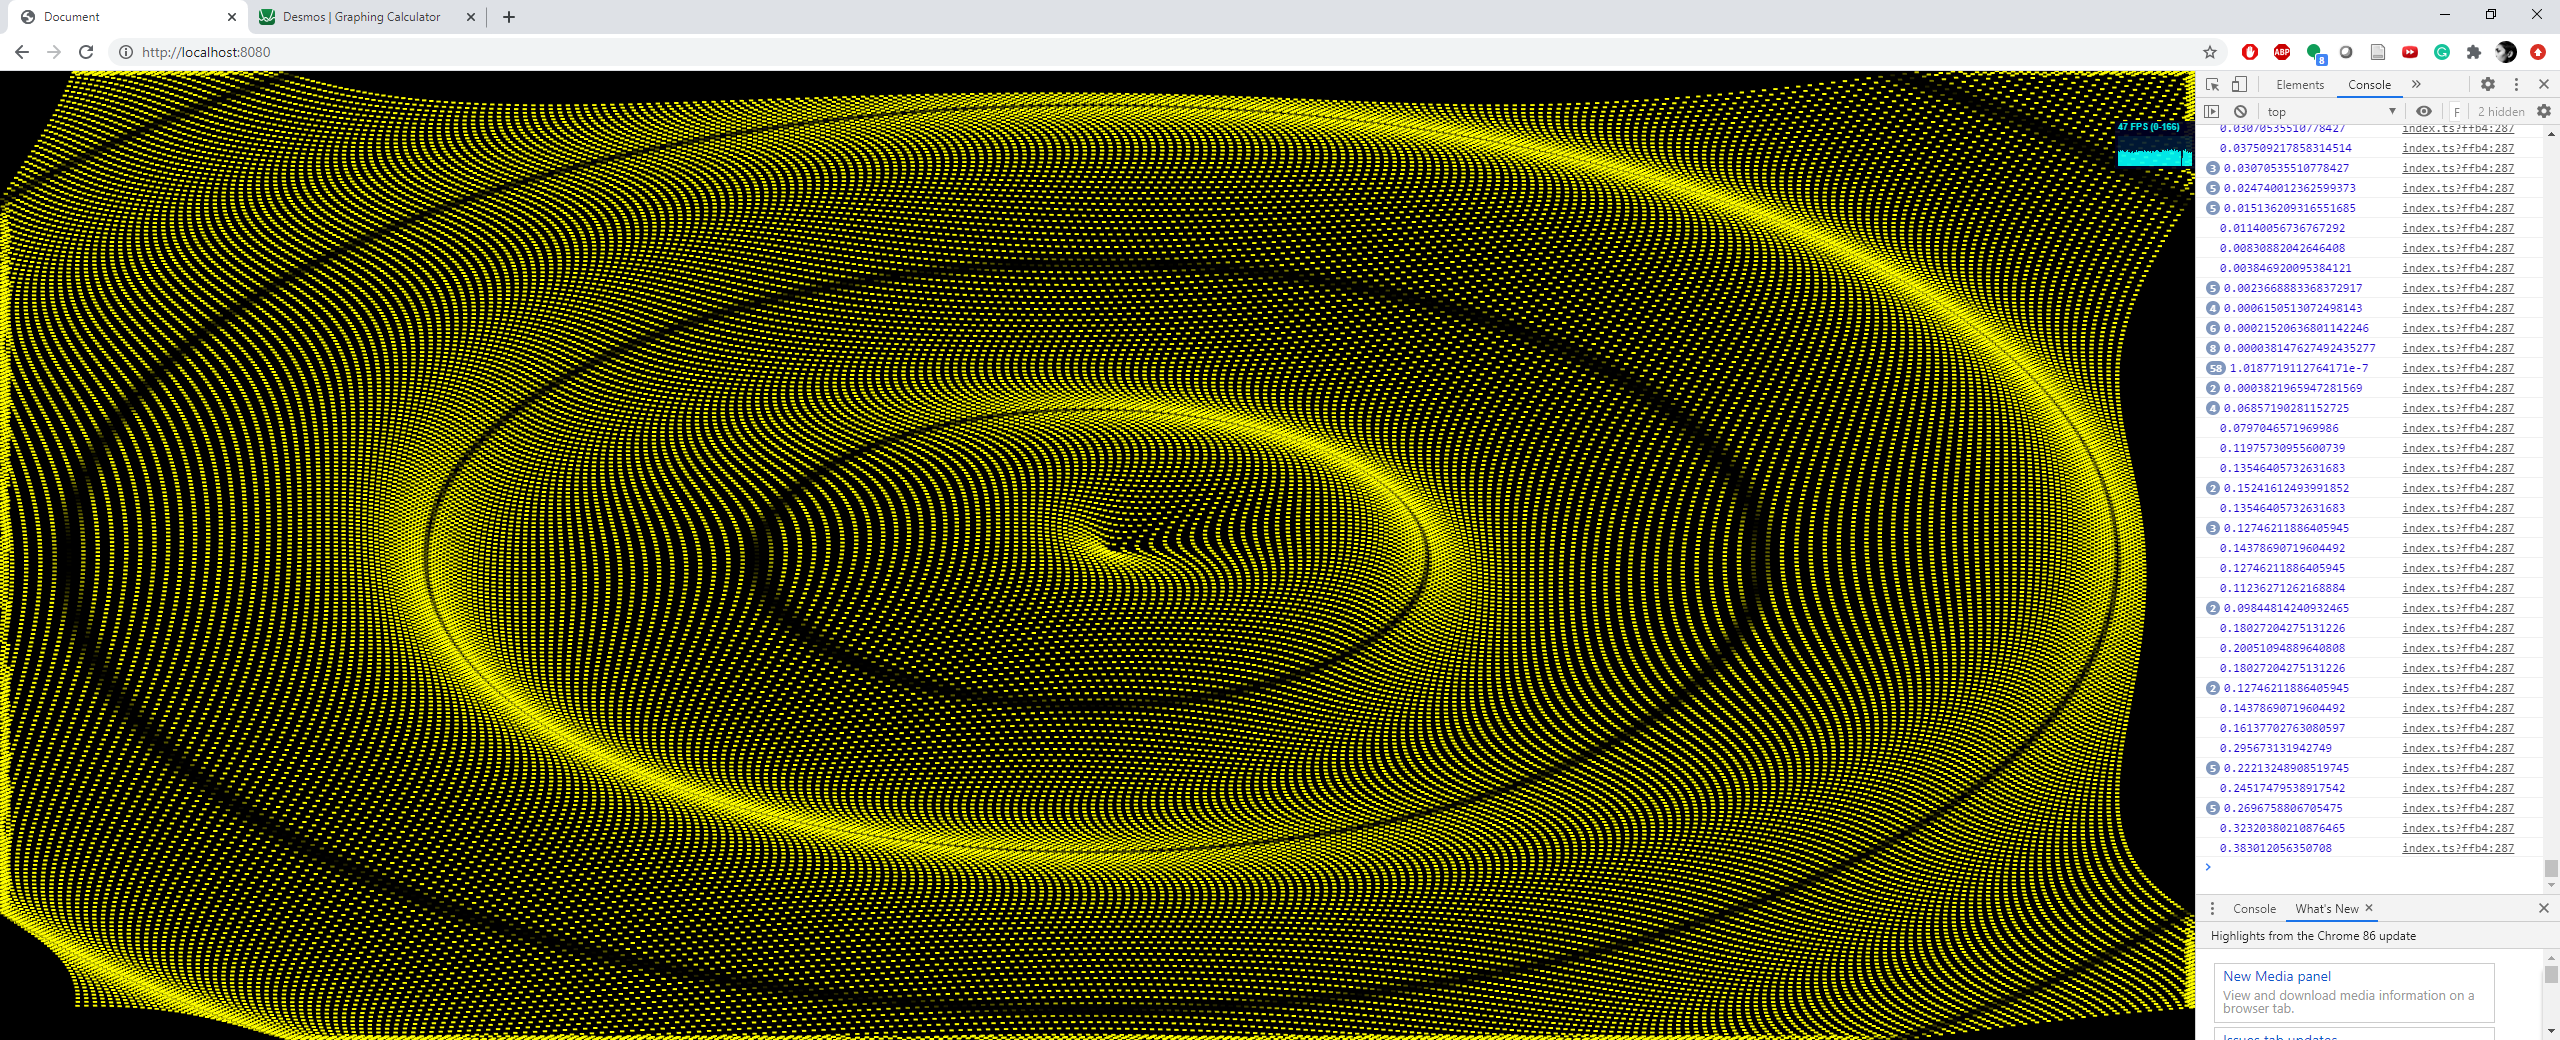 Document
Desmos | Graphing Calculator
http://localhost:8080
ABP
8
Elements
Console
top
F
2 hidden
47 FPS (0-166)
0.03070535510778427 index.ts?ffb4:287
0.037509217858314514 index.ts?ffb4:287
3 0.03070535510778427 index.ts?ffb4:287
5 0.024740012362599373 index.ts?ffb4:287
5 0.015136209316551685 index.ts?ffb4:287
0.01140056736767292 index.ts?ffb4:287
0.00830882042646408 index.ts?ffb4:287
0.003846920095384121 index.ts?ffb4:287
5 0.0023668883368372917 index.ts?ffb4:287
4 0.0006150513072498143 index.ts?ffb4:287
6 0.00021520636801142246 index.ts?ffb4:287
8 0.000038147627492435277 index.ts?ffb4:287
58 1.0187719112764171e-7 index.ts?ffb4:287
2 0.0003821965947281569 index.ts?ffb4:287
4 0.06857190281152725 index.ts?ffb4:287
0.0797046571969986 index.ts?ffb4:287
0.11975730955600739 index.ts?ffb4:287
0.13546405732631683 index.ts?ffb4:287
2 0.15241612493991852 index.ts?ffb4:287
0.13546405732631683 index.ts?ffb4:287
3 0.12746211886405945 index.ts?ffb4:287
0.14378690719604492 index.ts?ffb4:287
0.12746211886405945 index.ts?ffb4:287
0.11236271262168884 index.ts?ffb4:287
2 0.09844814240932465 index.ts?ffb4:287
0.18027204275131226 index.ts?ffb4:287
0.20051094889640808 index.ts?ffb4:287
0.18027204275131226 index.ts?ffb4:287
2 0.12746211886405945 index.ts?ffb4:287
0.14378690719604492 index.ts?ffb4:287
0.16137702763080597 index.ts?ffb4:287
0.295673131942749 index.ts?ffb4:287
5 0.22213248908519745 index.ts?ffb4:287
0.24517479538917542 index.ts?ffb4:287
5 0.2696758806705475 index.ts?ffb4:287
0.32320380210876465 index.ts?ffb4:287
0.383012056350708 index.ts?ffb4:287
Console
What's New
Highlights from the Chrome 86 update
New Media panel
View and download media information on a
browser tab.
Issues tab updates